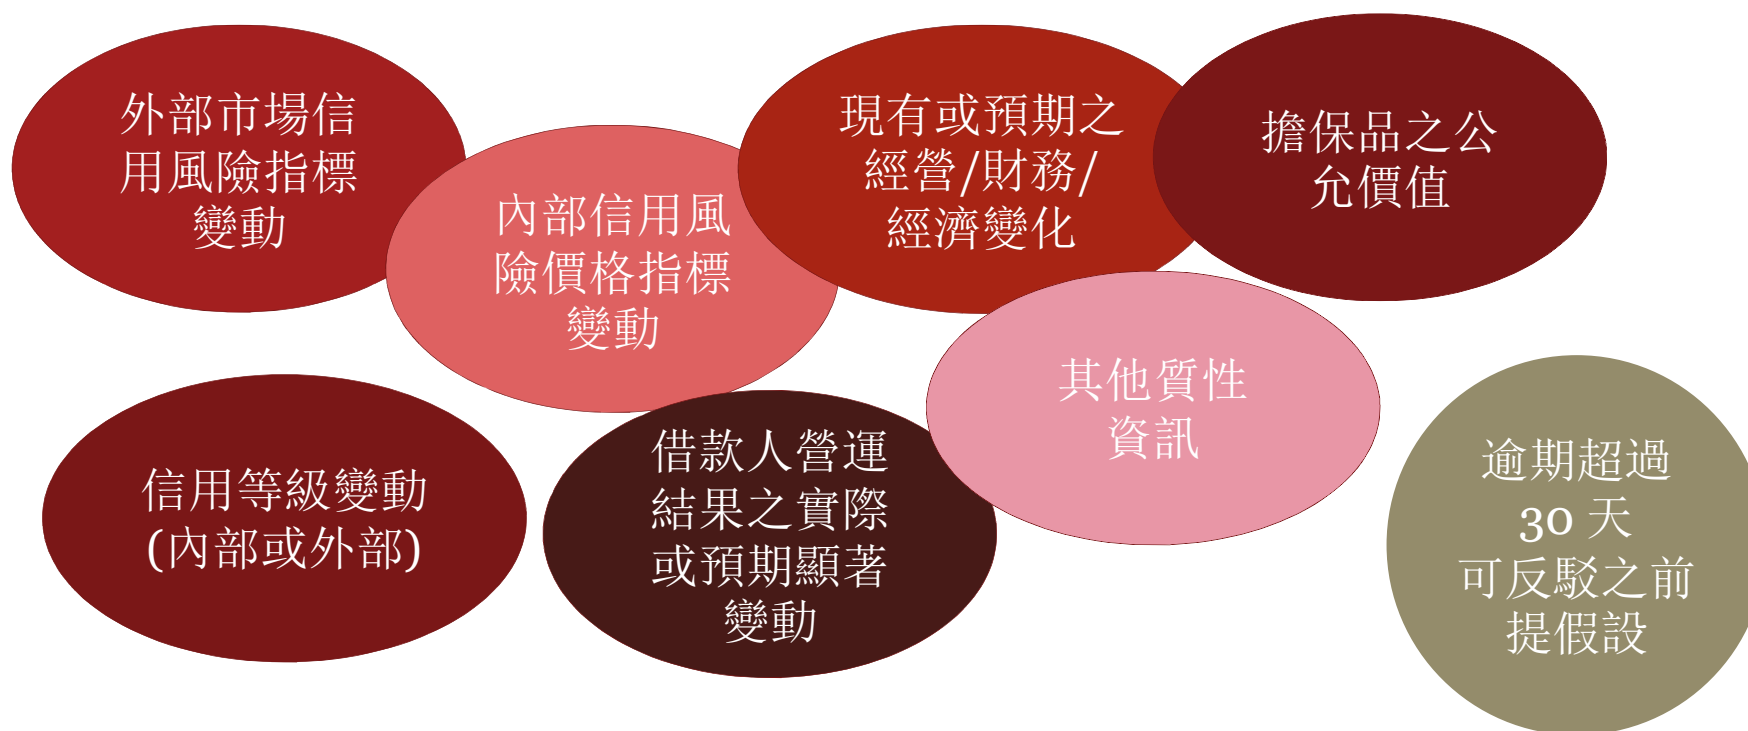 外部市場信
用風險指標
變動
內部信用風
險價格指標
變動
現有或預期之
經營/財務/
經濟變化
擔保品之公
允價值
信用等級變動
(內部或外部)
借款人營運
結果之實際
或預期顯著
變動
其他質性
資訊
逾期超過
30 天
可反駁之前
提假設